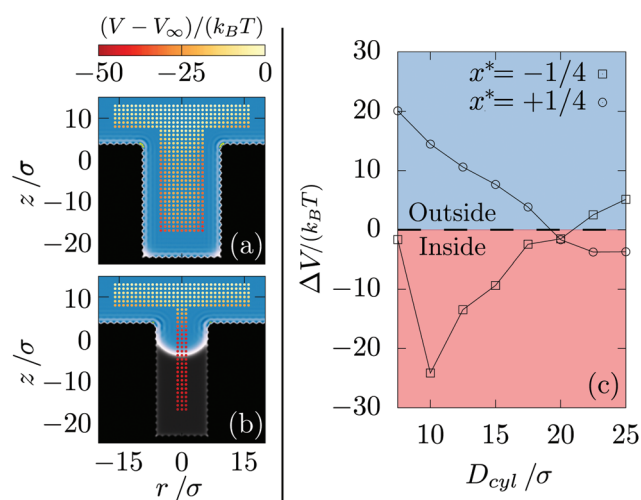 (V − V∞)/(k_BT)
−50 −25 0
10
0
−10
−20
z/σ
(a)
10
0
−10
−20
z/σ
(b)
−15 0 15
r/σ
30
20
10
0
−10
−20
−30
ΔV/(k_BT)
x*= −1/4
x*= +1/4
Outside
Inside
(c)
10 15 20 25
D_cyl/σ